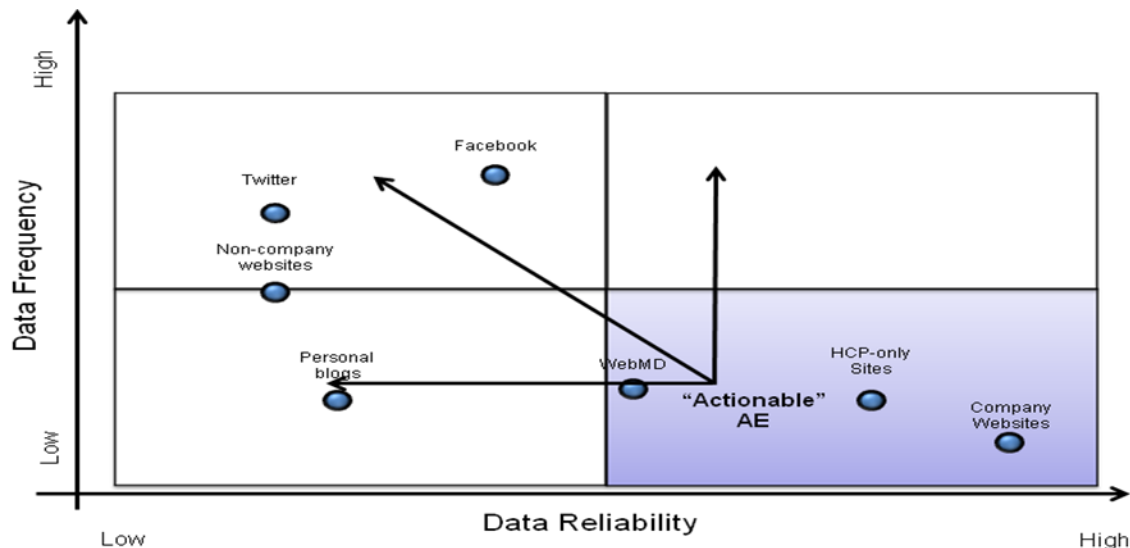 High
Facebook
Twitter
Non-company
websites
Data Frequency
Personal
blogs
WebMD
HCP-only
Sites
"Actionable"
AE
Company
Websites
Low
Data Reliability
Low
High